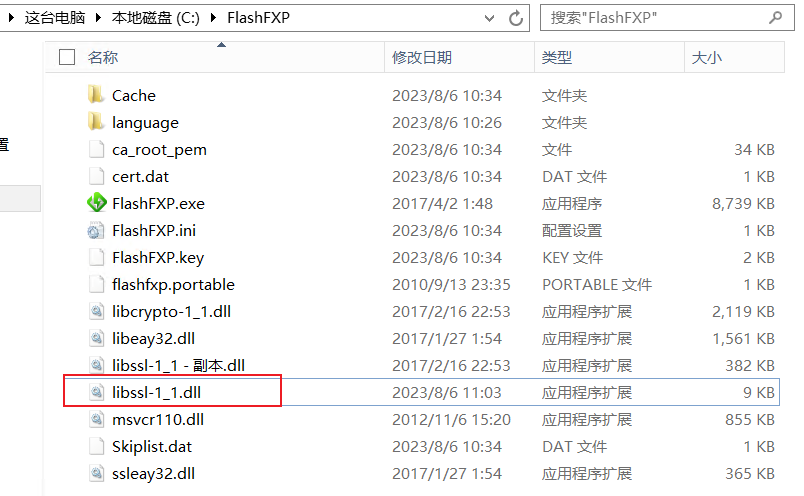 这台电脑 本地磁盘 (C:) FlashFXP 搜索"FlashFXP"
名称 修改日期 类型 大小
Cache 2023/8/6 10:34 文件夹
language 2023/8/6 10:26 文件夹
置
ca_root_pem 2023/8/6 10:34 文件 34 KB
cert.dat 2023/8/6 10:34 DAT 文件 1 KB
FlashFXP.exe 2017/4/2 1:48 应用程序 8,739 KB
FlashFXP.ini 2023/8/6 10:34 配置设置 1 KB
FlashFXP.key 2023/8/6 10:34 KEY 文件 2 KB
flashfxp.portable 2010/9/13 23:35 PORTABLE 文件 1 KB
libcrypto-1_1.dll 2017/2/16 22:53 应用程序扩展 2,119 KB
libeay32.dll 2017/1/27 1:54 应用程序扩展 1,561 KB
libssl-1_1 - 副本.dll 2017/2/16 22:53 应用程序扩展 382 KB
libssl-1_1.dll 2023/8/6 11:03 应用程序扩展 9 KB
msvcr110.dll 2012/11/6 15:20 应用程序扩展 855 KB
Skiplist.dat 2023/8/6 10:34 DAT 文件 1 KB
ssleay32.dll 2017/1/27 1:54 应用程序扩展 365 KB